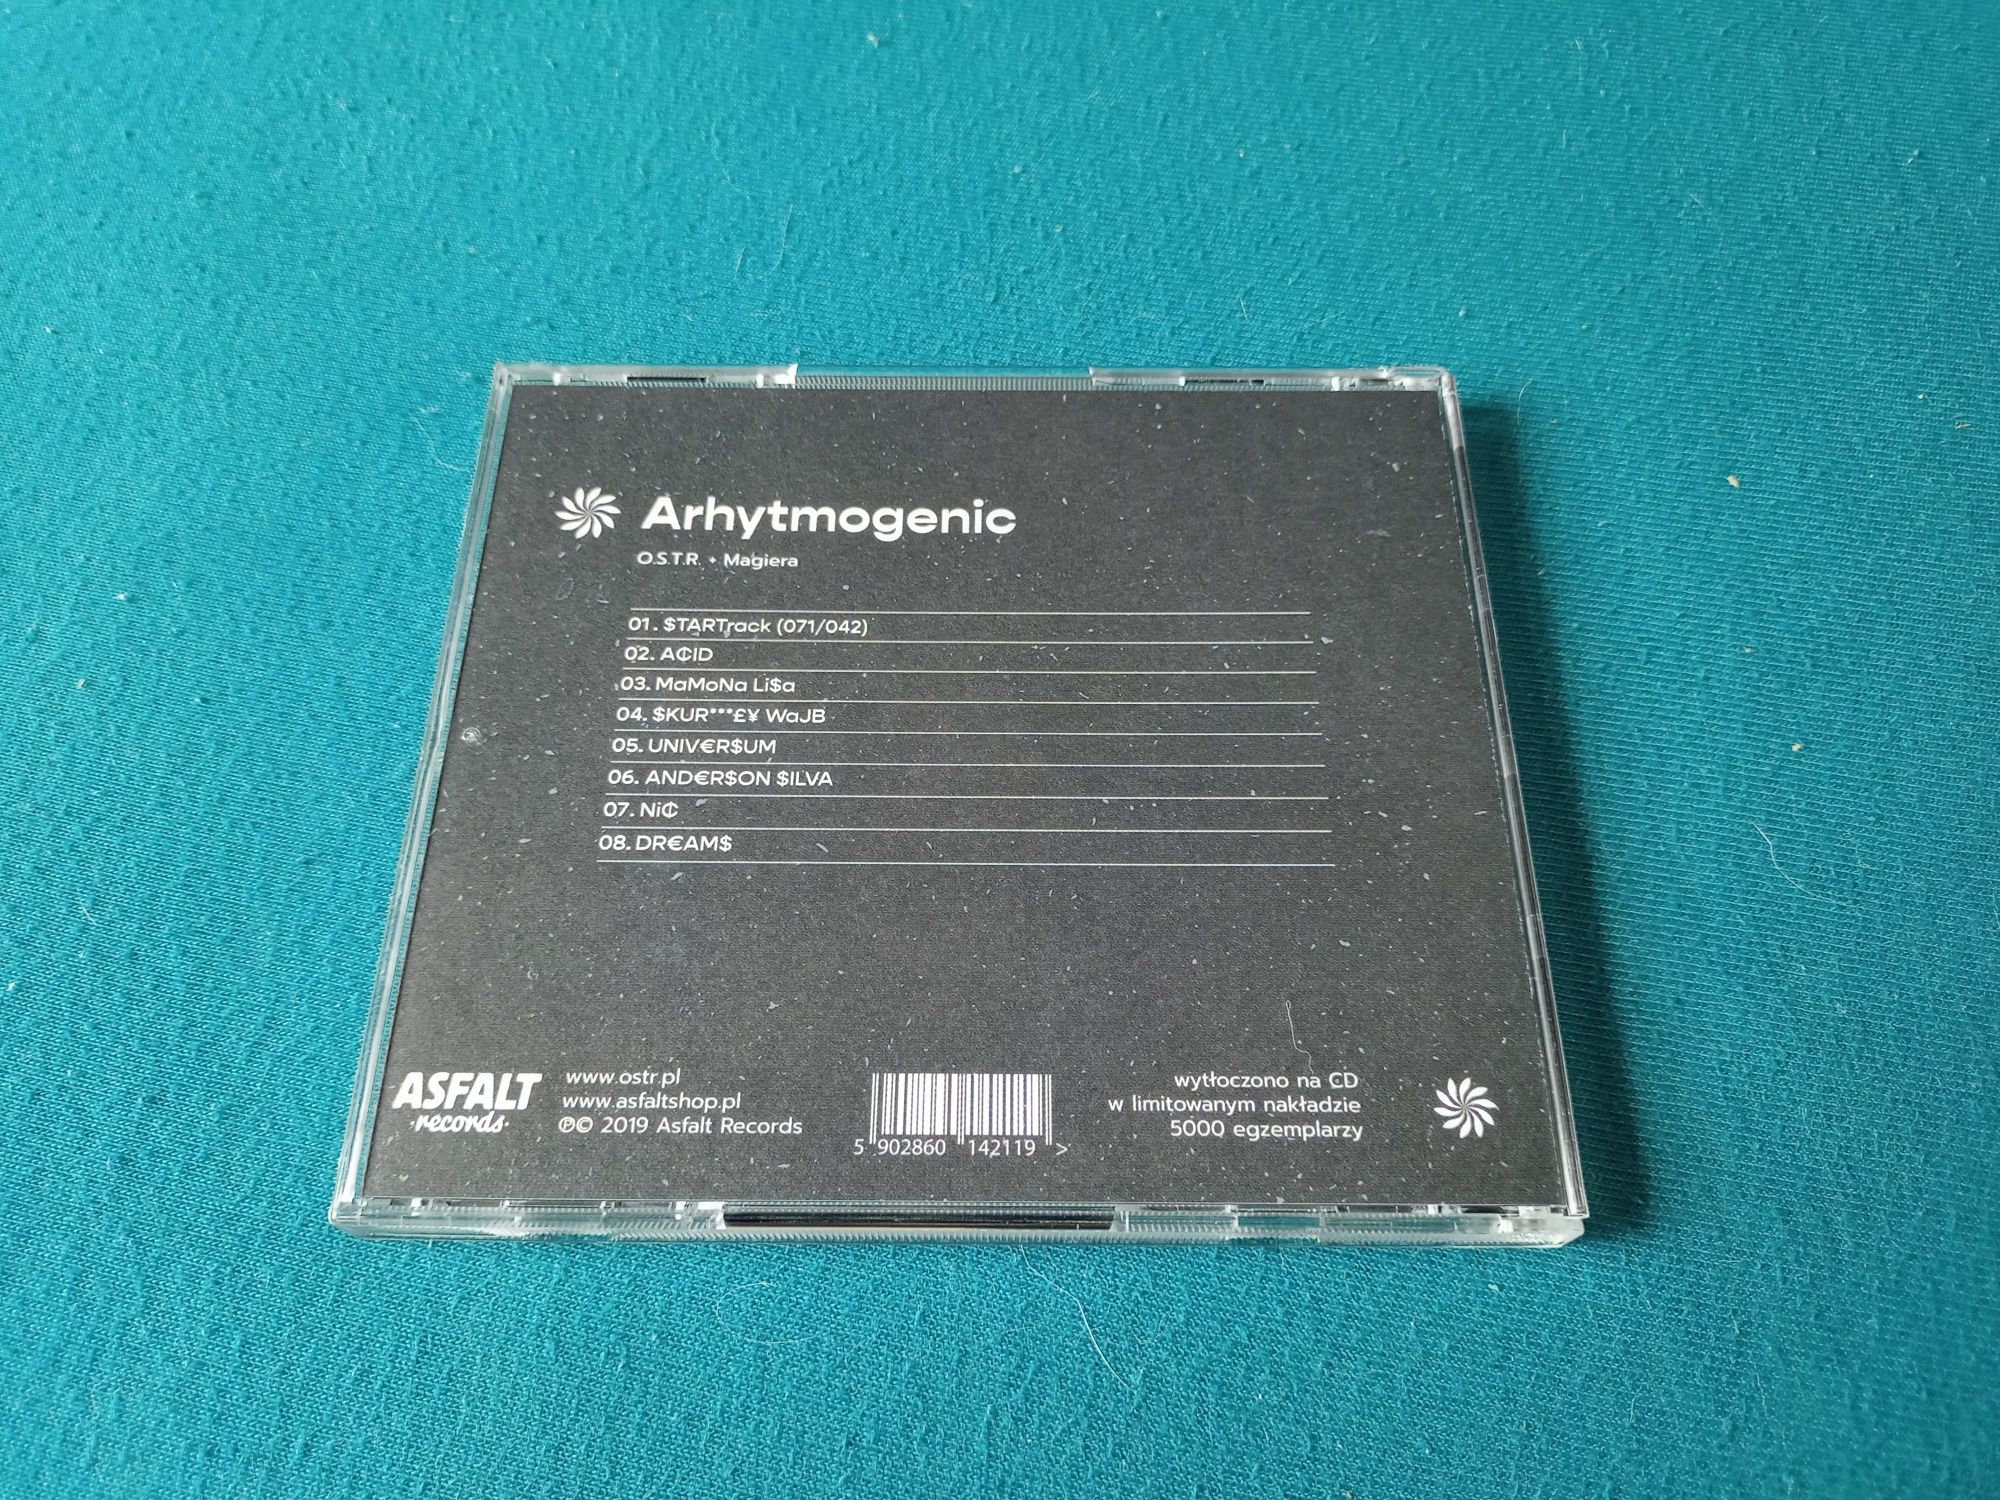 Arhytmogenic
O.S.T.R. + Magiera
01. $TARTrack (071/042)
02. A₵ID
03. MaMoNa Li$a
04. $KUR***£¥ WaJB
05. UNIV€R$UM
06. AND€R$ON $ILVA
07. Ni₵
08. DR€AM$
ASFALT
·records·
www.ostr.pl
www.asfaltshop.pl
℗© 2019 Asfalt Records
5 902860 142119 >
wytłoczono na CD
w limitowanym nakładzie
5000 egzemplarzy